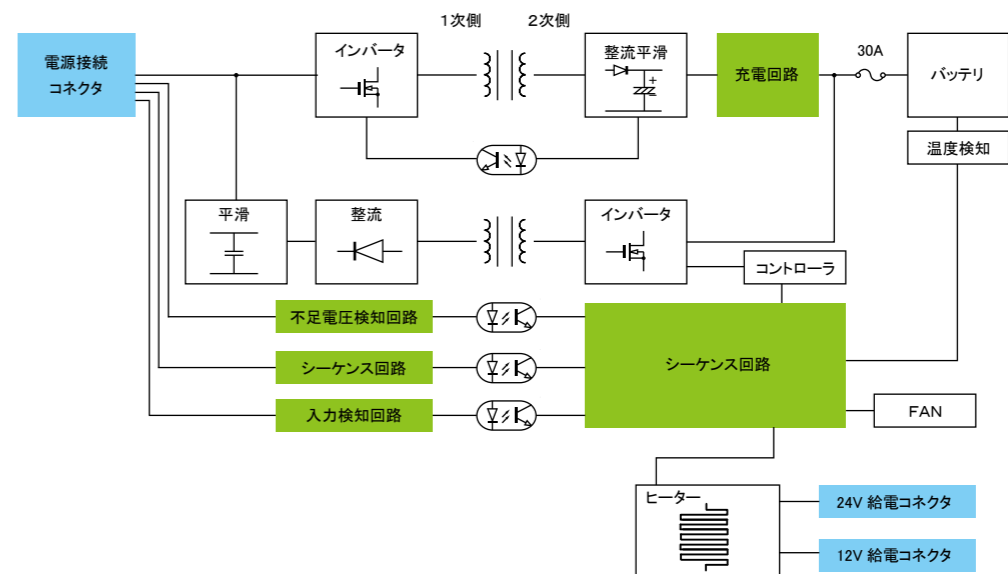 1次側
2次側
電源接続
コネクタ
インバータ
整流平滑
+
−
充電回路
30A
バッテリ
温度検知
平滑
整流
インバータ
コントローラ
不足電圧検知回路
シーケンス回路
シーケンス回路
入力検知回路
FAN
ヒーター
24V 給電コネクタ
12V 給電コネクタ